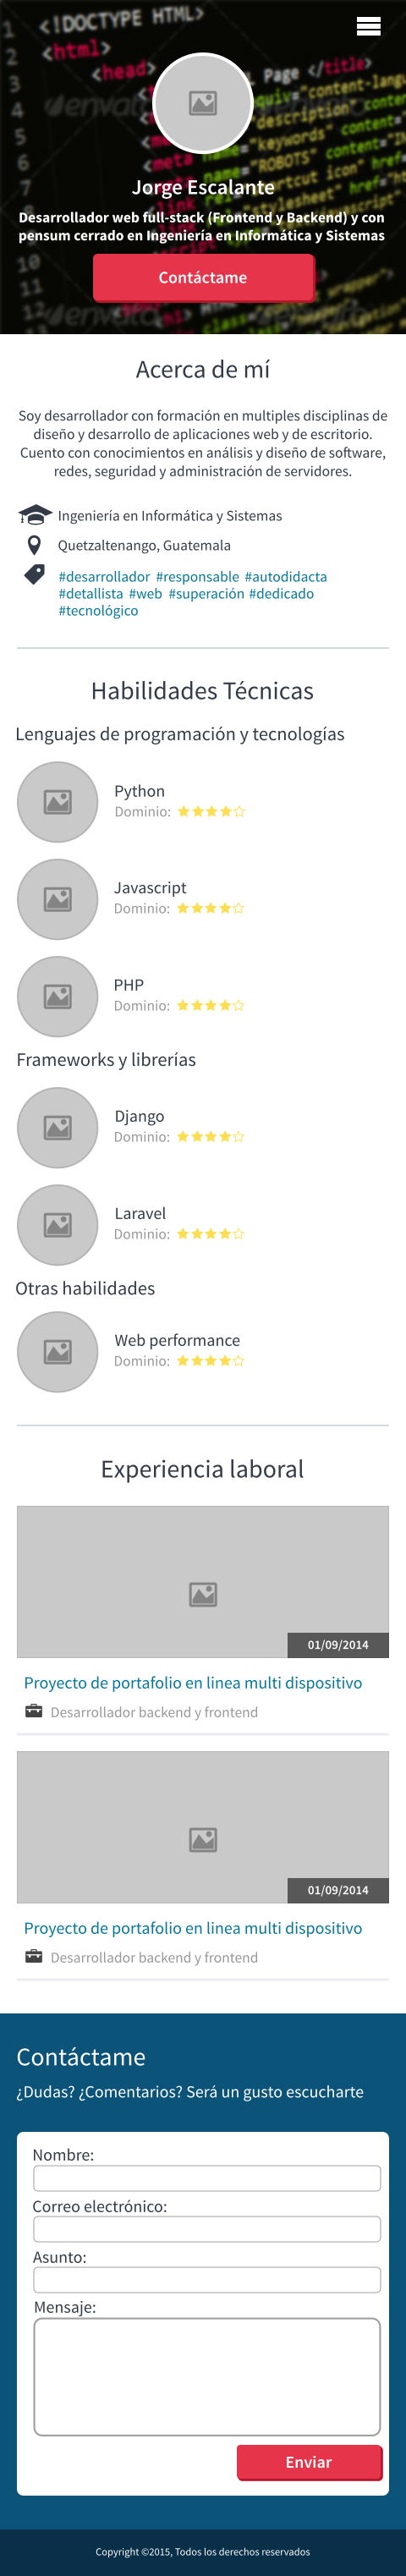 <!DOCTYPE HTML>
<html>
<head>
Page </title>
Jorge Escalante
Desarrollador web full-stack (Frontend y Backend) y con
pensum cerrado en Ingeniería en Informática y Sistemas
Contáctame
Acerca de mí
Soy desarrollador con formación en multiples disciplinas de
diseño y desarrollo de aplicaciones web y de escritorio.
Cuento con conocimientos en análisis y diseño de software,
redes, seguridad y administración de servidores.
Ingeniería en Informática y Sistemas
Quetzaltenango, Guatemala
#desarrollador #responsable #autodidacta
#detallista #web #superación #dedicado
#tecnológico
Habilidades Técnicas
Lenguajes de programación y tecnologías
Python
Dominio:
Javascript
Dominio:
PHP
Dominio:
Frameworks y librerías
Django
Dominio:
Laravel
Dominio:
Otras habilidades
Web performance
Dominio:
Experiencia laboral
01/09/2014
Proyecto de portafolio en linea multi dispositivo
Desarrollador backend y frontend
01/09/2014
Proyecto de portafolio en linea multi dispositivo
Desarrollador backend y frontend
Contáctame
¿Dudas? ¿Comentarios? Será un gusto escucharte
Nombre:
Correo electrónico:
Asunto:
Mensaje:
Enviar
Copyright ©2015, Todos los derechos reservados